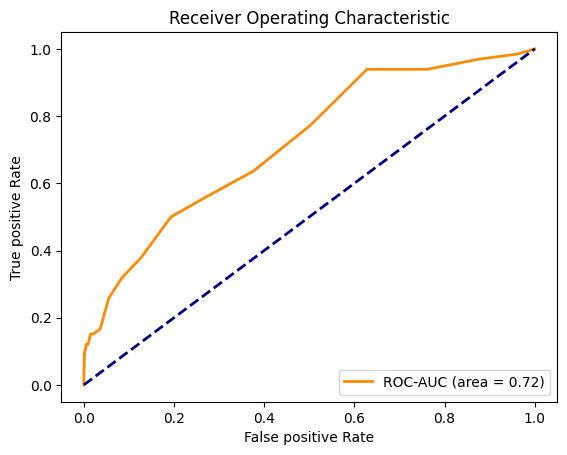 Receiver Operating Characteristic
1.0
0.8
0.6
0.4
0.2
0.0
True positive Rate
ROC-AUC (area = 0.72)
0.0 0.2 0.4 0.6 0.8 1.0
False positive Rate